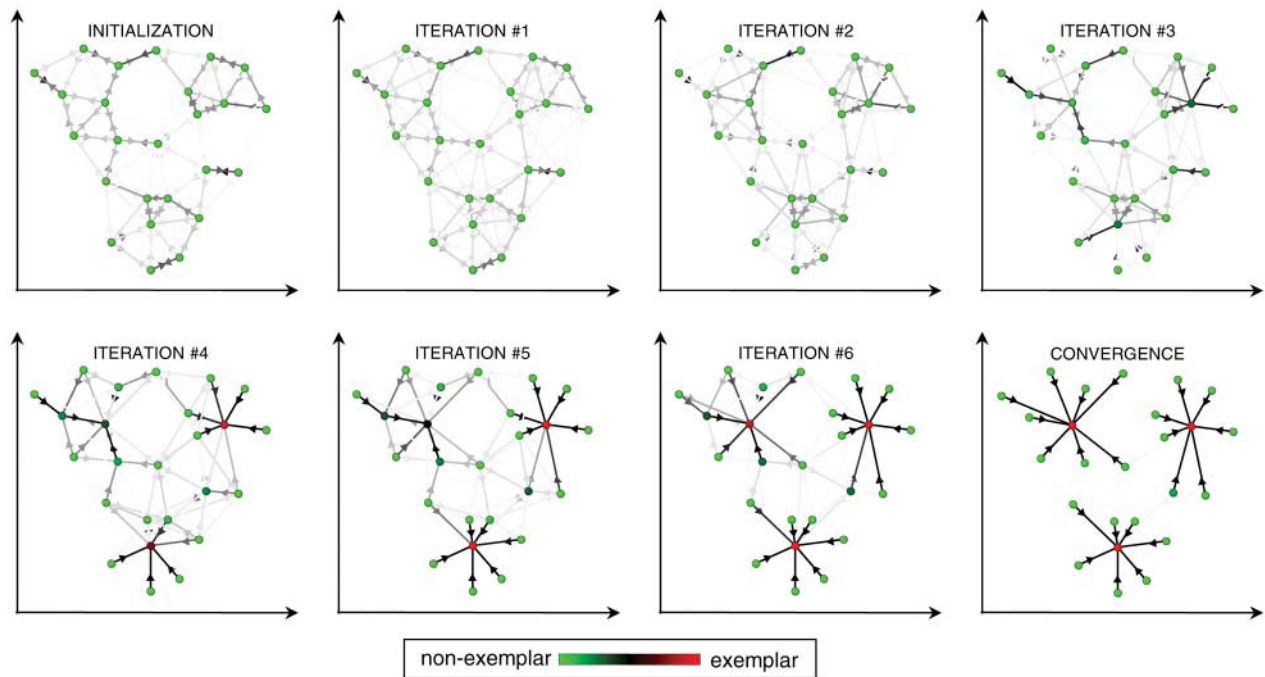 INITIALIZATION
ITERATION #1
ITERATION #2
ITERATION #3
ITERATION #4
ITERATION #5
ITERATION #6
CONVERGENCE
non-exemplar exemplar